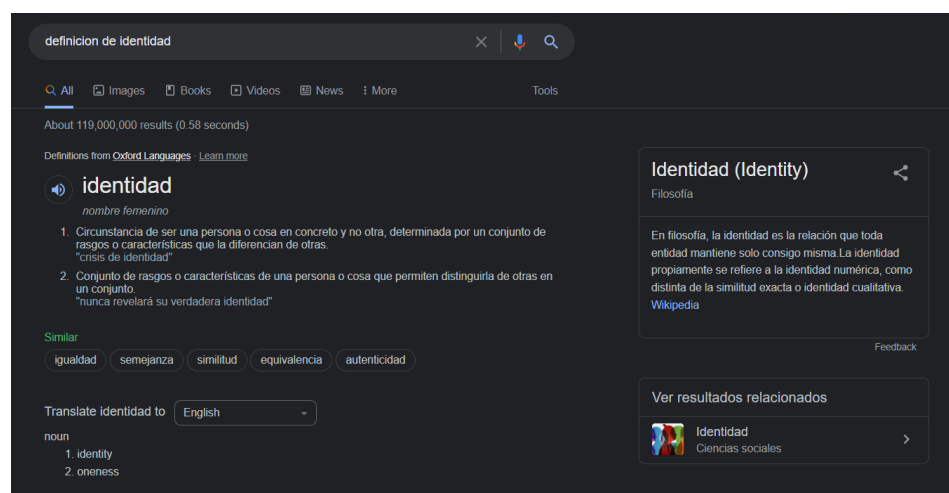 definicion de identidad
All Images Books Videos News More Tools
About 119,000,000 results (0.58 seconds)
Definitions from Oxford Languages · Learn more
identidad
nombre femenino
1. Circunstancia de ser una persona o cosa en concreto y no otra, determinada por un conjunto de
rasgos o características que la diferencian de otras.
"crisis de identidad"
2. Conjunto de rasgos o características de una persona o cosa que permiten distinguirla de otras en
un conjunto.
"nunca revelará su verdadera identidad"
Similar
igualdad semejanza similitud equivalencia autenticidad
Translate identidad to English
noun
1. identity
2. oneness
Identidad (Identity)
Filosofía
En filosofía, la identidad es la relación que toda
entidad mantiene solo consigo misma.La identidad
propiamente se refiere a la identidad numérica, como
distinta de la similitud exacta o identidad cualitativa.
Wikipedia
Feedback
Ver resultados relacionados
Identidad
Ciencias sociales